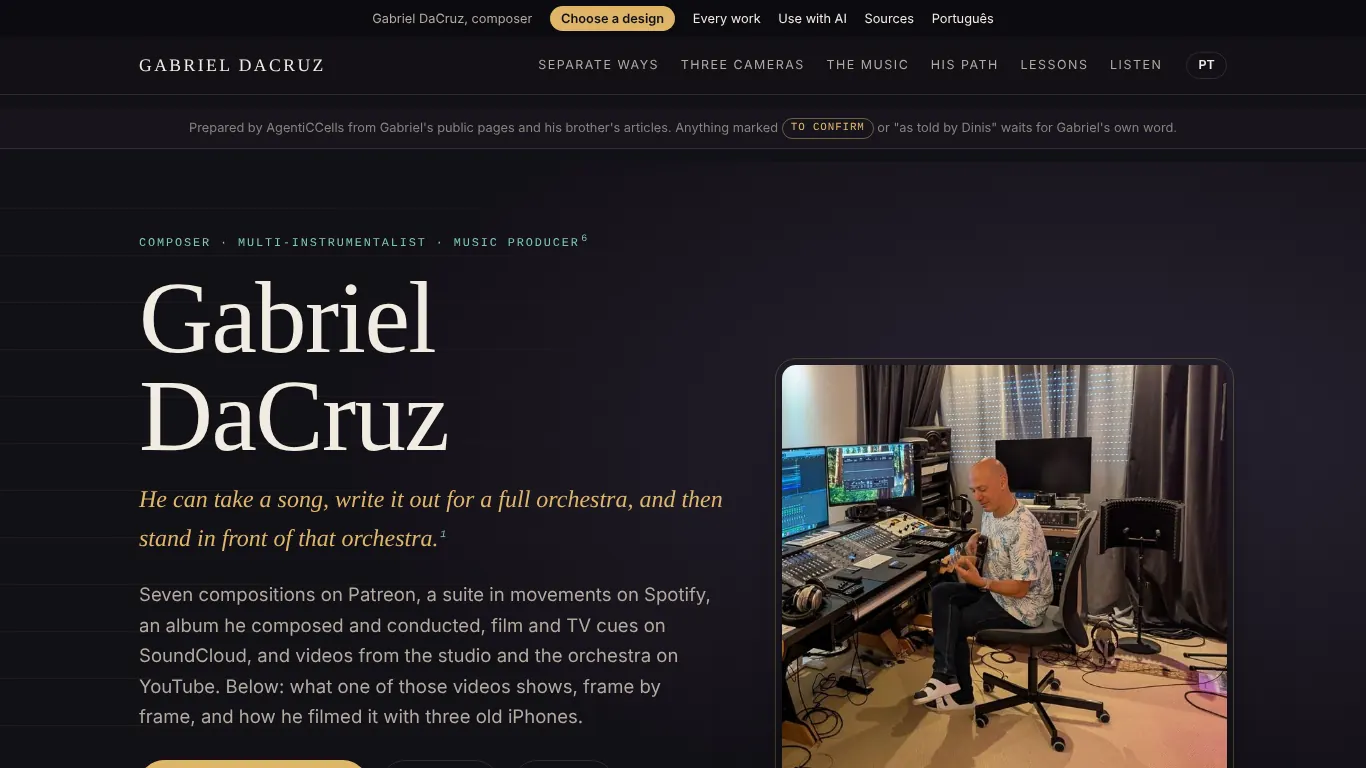 Gabriel DaCruz, composer Choose a design Every work Use with AI Sources Português
GABRIEL DACRUZ SEPARATE WAYS THREE CAMERAS THE MUSIC HIS PATH LESSONS LISTEN PT
Prepared by AgentiCCells from Gabriel's public pages and his brother's articles. Anything marked TO CONFIRM or "as told by Dinis" waits for Gabriel's own word.
COMPOSER · MULTI-INSTRUMENTALIST · MUSIC PRODUCER6
Gabriel
DaCruz
He can take a song, write it out for a full orchestra, and then
stand in front of that orchestra.1
Seven compositions on Patreon, a suite in movements on Spotify,
an album he composed and conducted, film and TV cues on
SoundCloud, and videos from the studio and the orchestra on
YouTube. Below: what one of those videos shows, frame by
frame, and how he filmed it with three old iPhones.